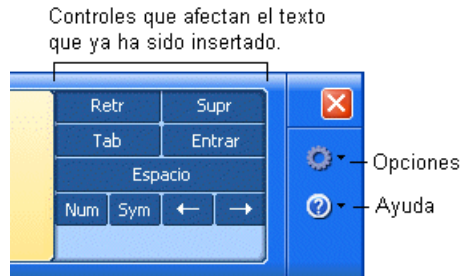 Controles que afectan el texto
que ya ha sido insertado.
Retr Supr
Tab Entrar
Espacio
Num Sym ← →
Opciones
? Ayuda